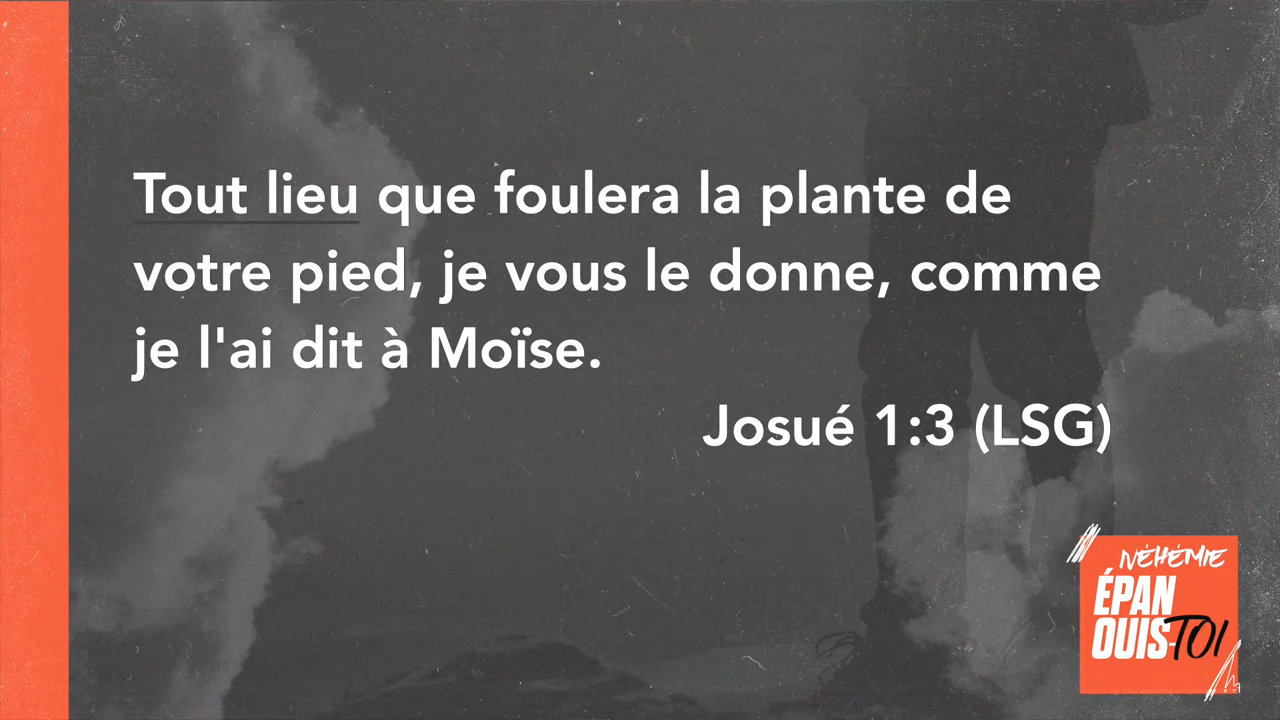 Tout lieu que foulera la plante de
votre pied, je vous le donne, comme
je l'ai dit à Moïse.
Josué 1:3 (LSG)
NÉHÉMIE
ÉPAN
OUIS-TOI